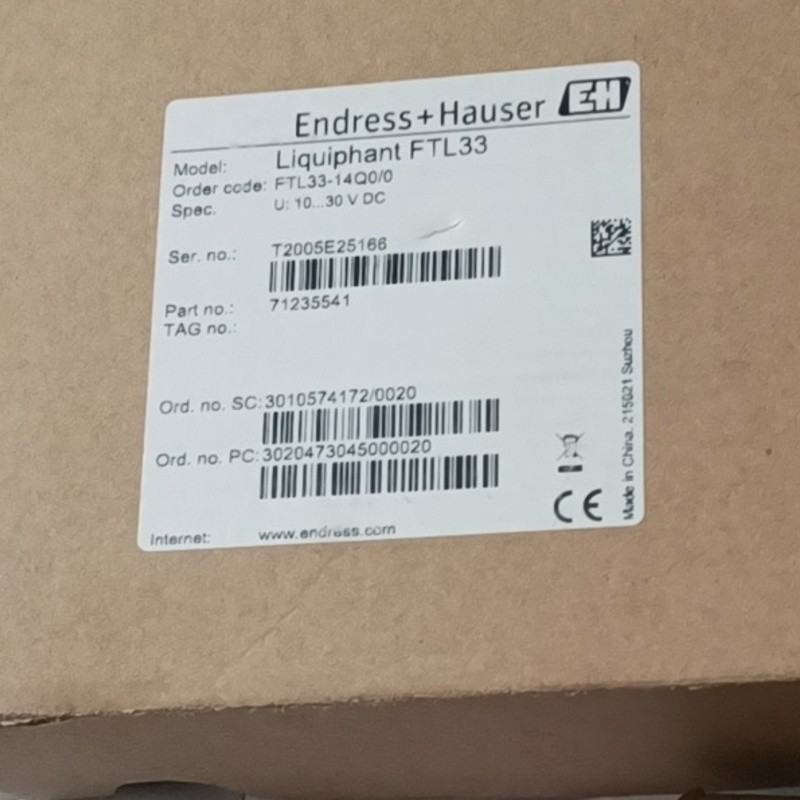 Endress+Hauser EH
Model: Liquiphant FTL33
Order code: FTL33-14Q0/0
Spec. U: 10...30 V DC
Ser. no.: T2005E25166
Part no.: 71235541
TAG no.:
Ord. no. SC: 3010574172/0020
Ord. no. PC: 3020473045000020
Internet: www.endress.com
CE
Made in China. 215021 Suzhou